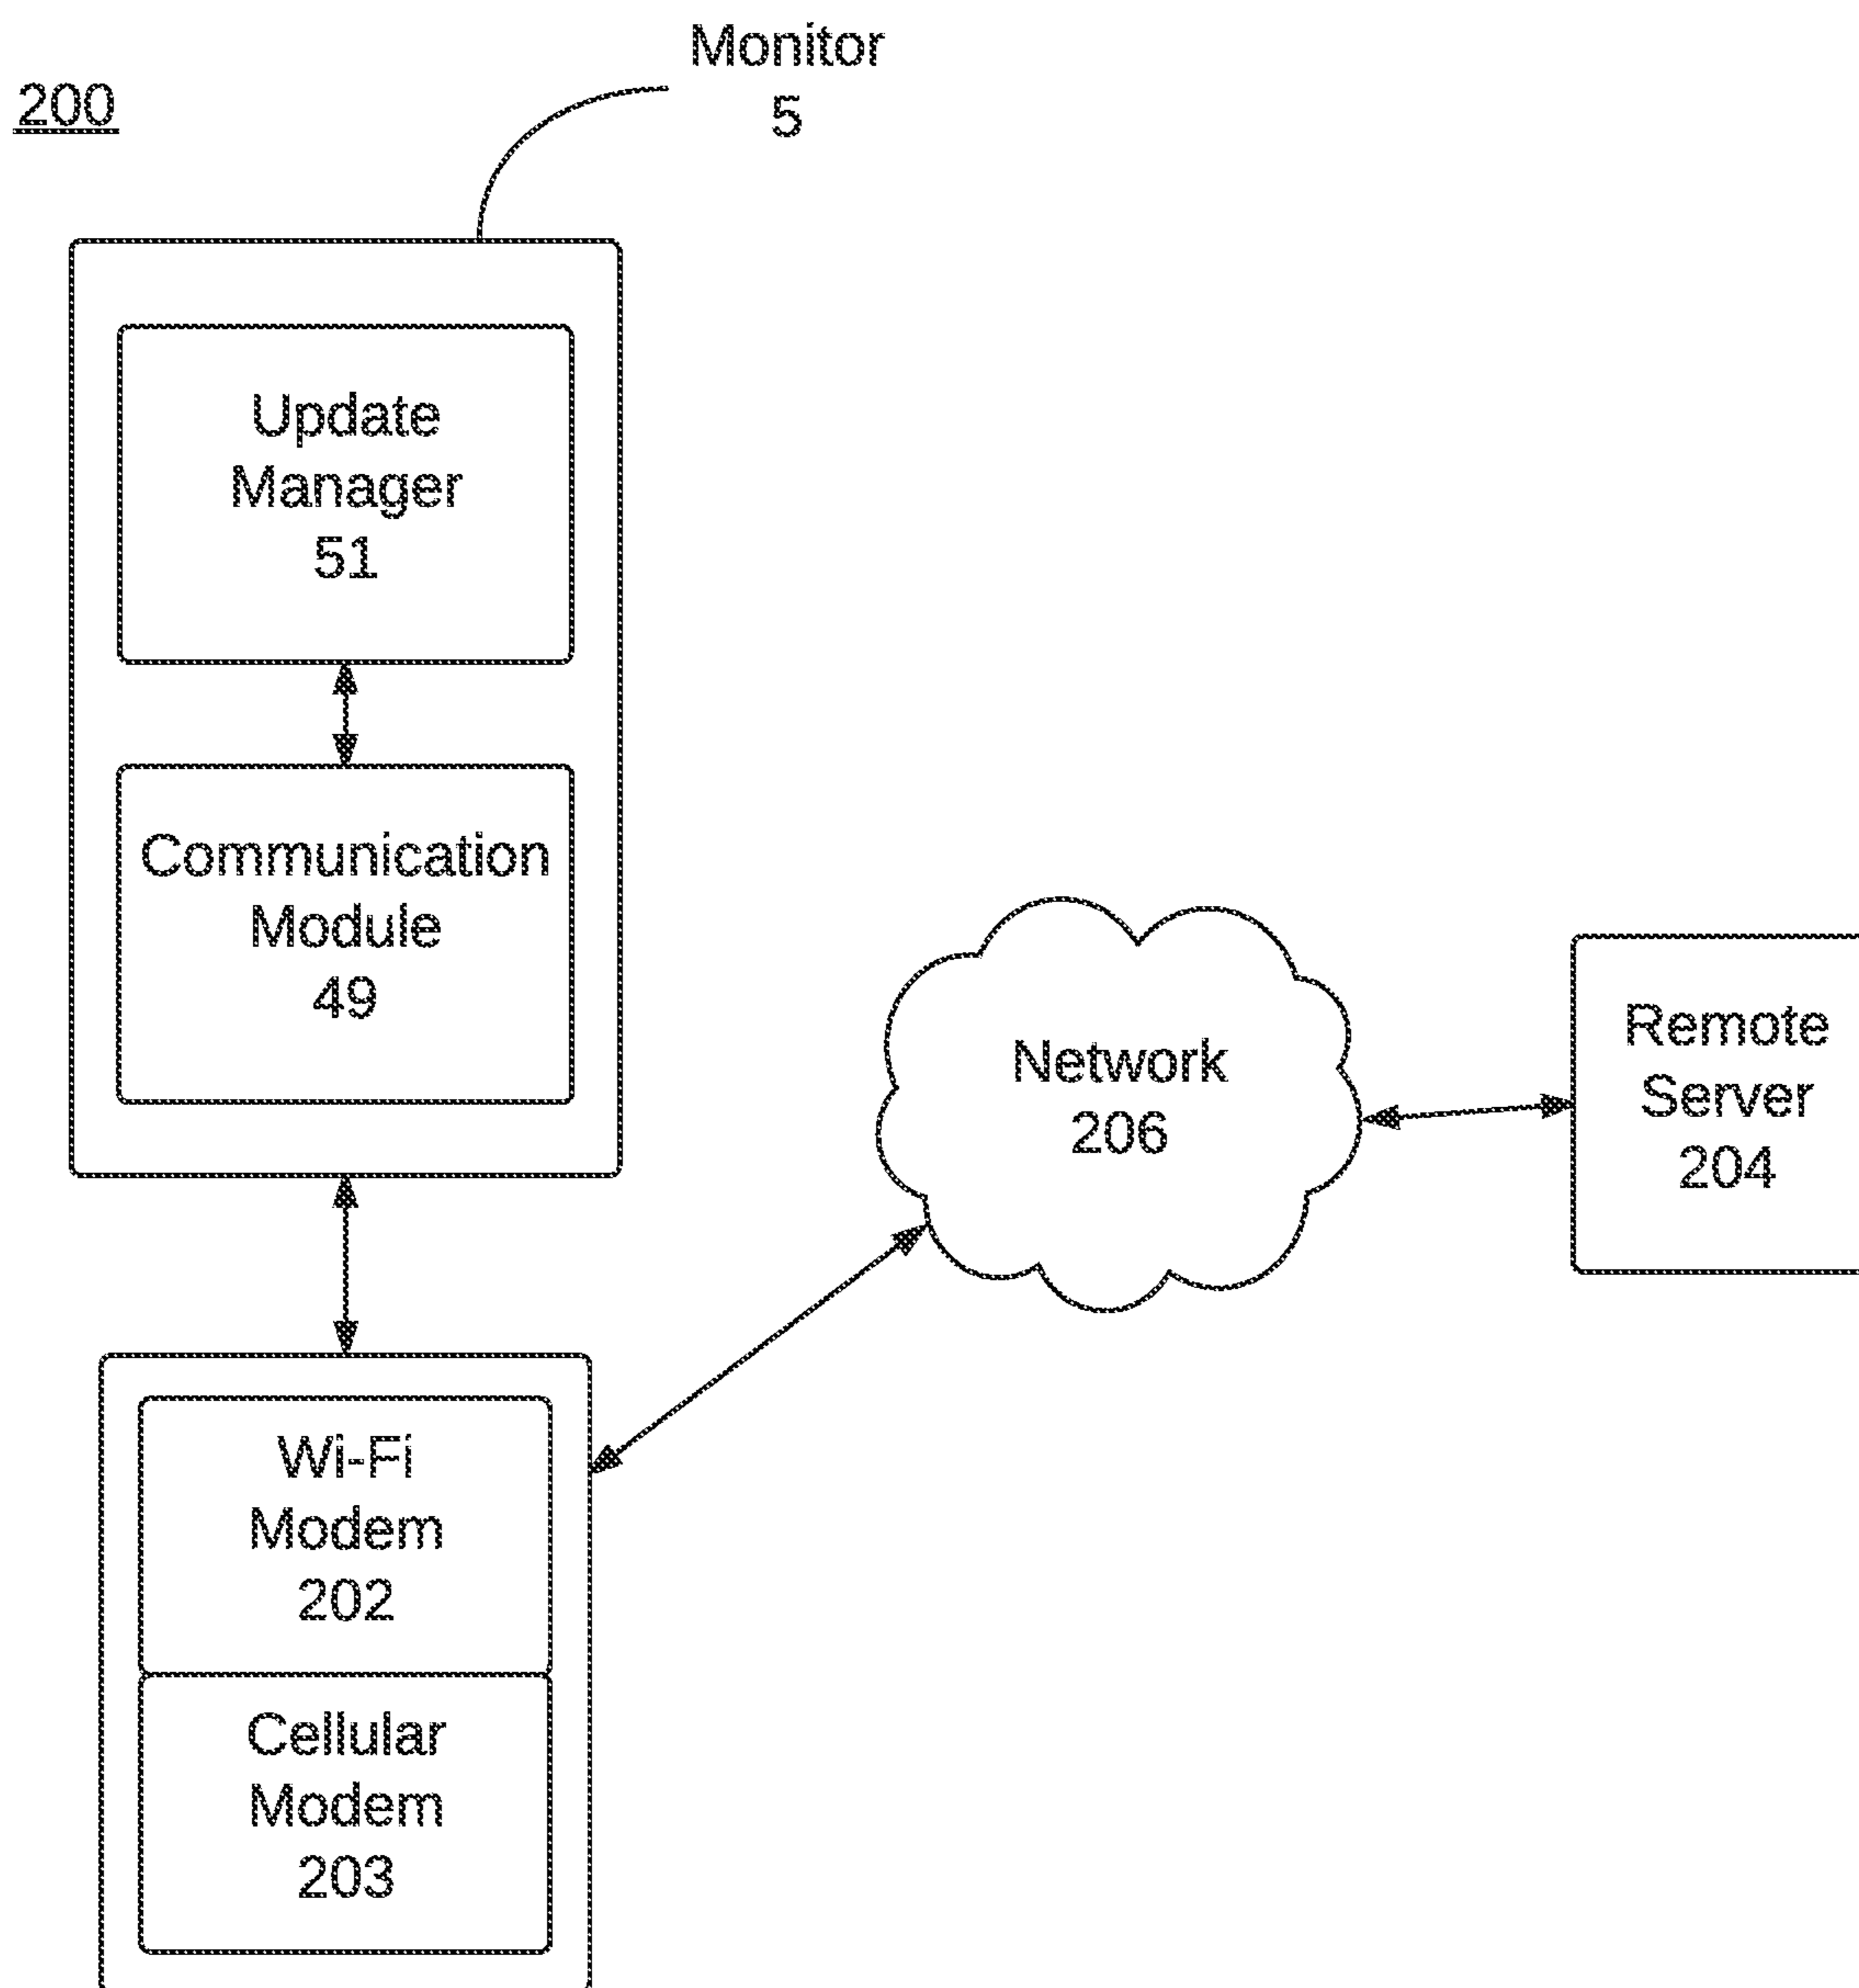 200
Monitor
5
Update
Manager
51
Communication
Module
49
Network
206
Remote
Server
204
Wi-Fi
Modem
202
Cellular
Modem
203